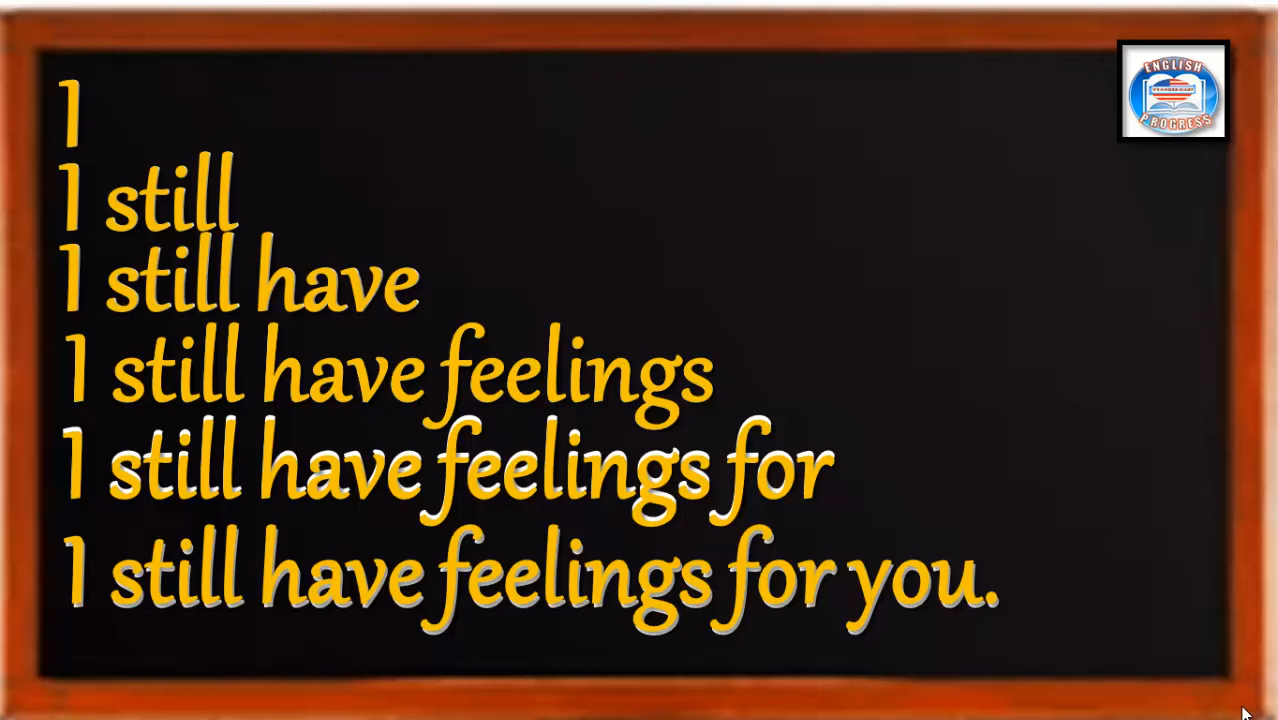 I
I still
I still have
I still have feelings
I still have feelings for
I still have feelings for you.
ENGLISH
PROGRESS